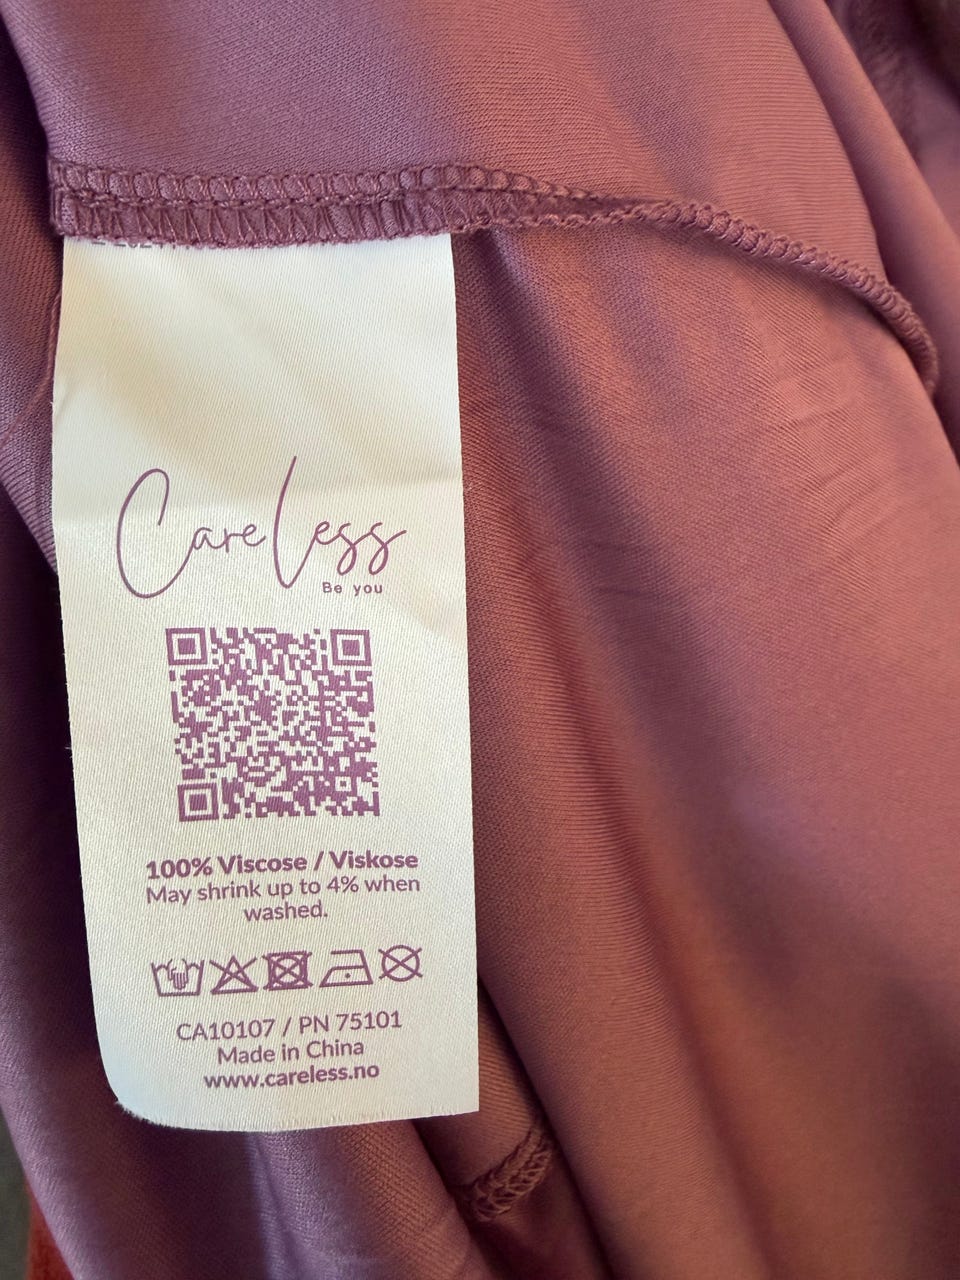 CareLess
Be you
100% Viscose / Viskose
May shrink up to 4% when
washed.
CA10107 / PN 75101
Made in China
www.careless.no